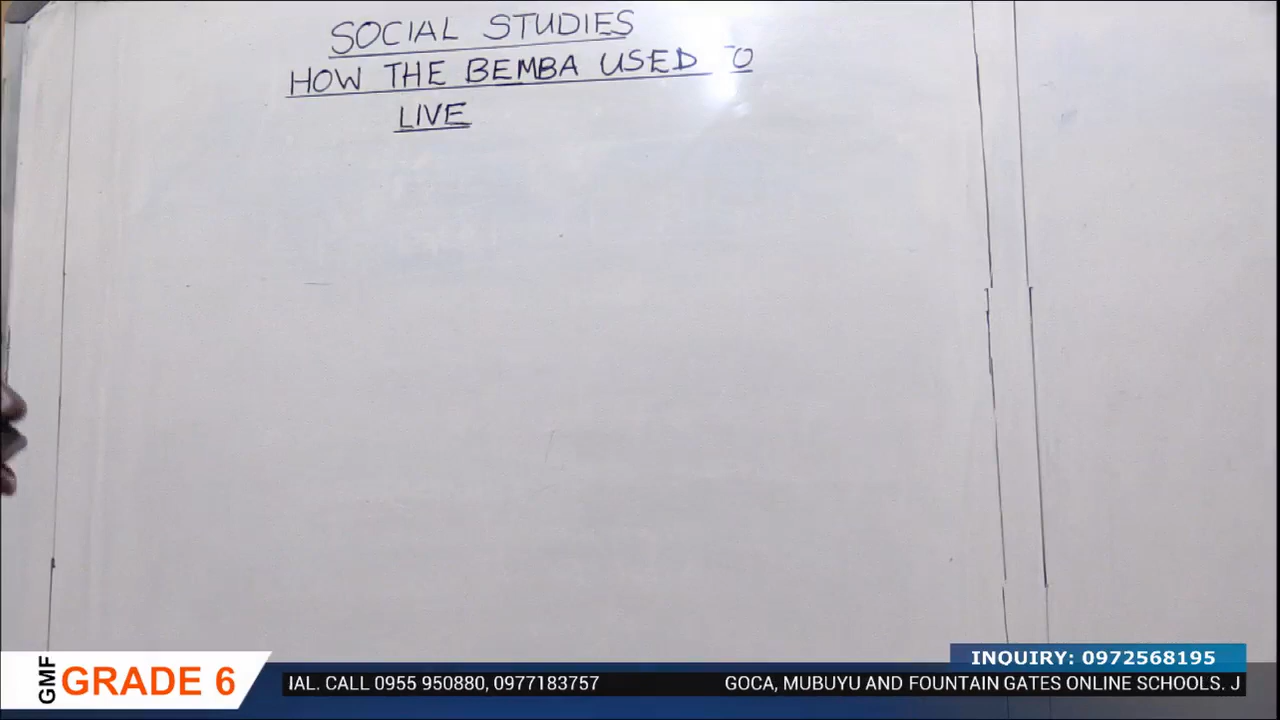 SOCIAL STUDIES
HOW THE BEMBA USED TO
LIVE
INQUIRY: 0972568195
GMF GRADE 6
IAL. CALL 0955 950880, 0977183757 GOCA, MUBUYU AND FOUNTAIN GATES ONLINE SCHOOLS. J